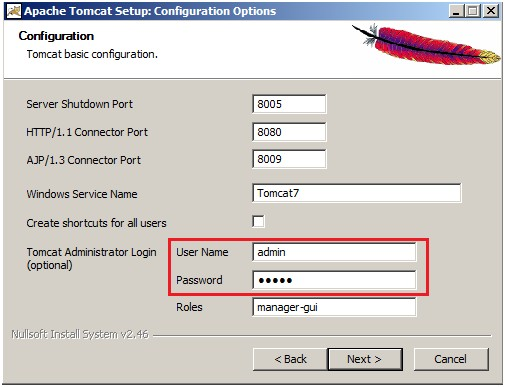 Apache Tomcat Setup: Configuration Options
Configuration
Tomcat basic configuration.
Server Shutdown Port 8005
HTTP/1.1 Connector Port 8080
AJP/1.3 Connector Port 8009
Windows Service Name Tomcat7
Create shortcuts for all users
Tomcat Administrator Login
(optional)
User Name admin
Password •••••
Roles manager-gui
Nullsoft Install System v2.46
< Back Next > Cancel